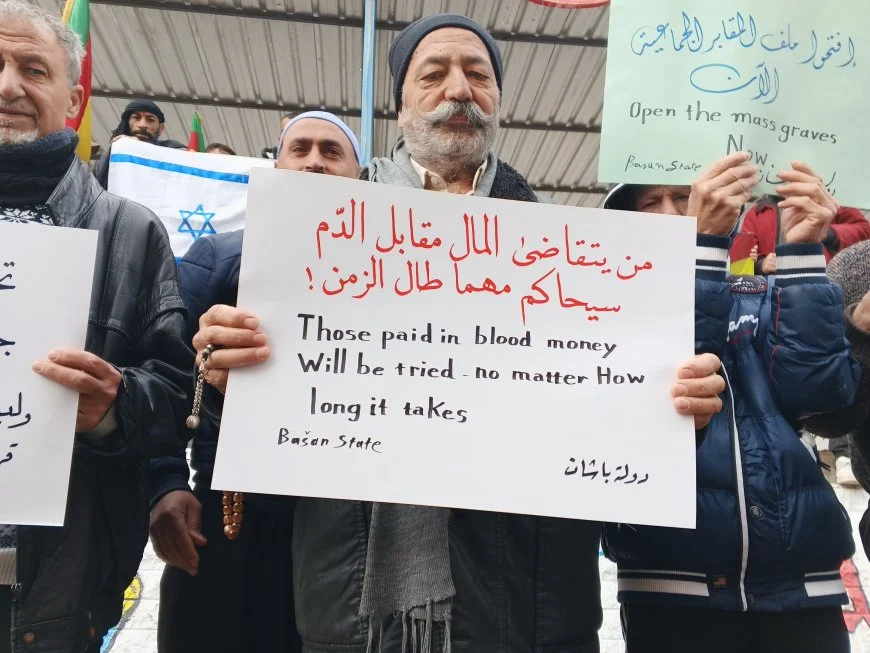 إفتحوا ملف المقابر الجماعية
الآن
Open the mass graves
Now
Bašan State
من يتقاضىٰ المال مقابل الدّم
سيحاكم مهما طال الزمن !
Those paid in blood money
Will be tried - no matter How
long it takes
Bašan State
دولة باشان